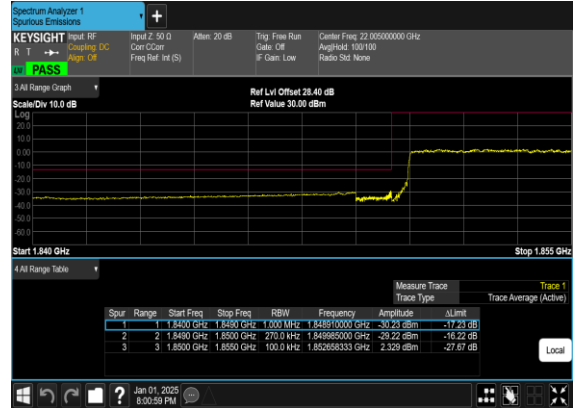 Spectrum Analyzer 1
Spurious Emissions
+
KEYSIGHT Input: RF Input Z: 50 Ω Atten: 20 dB Trig: Free Run Center Freq: 22.005000000 GHz
R T Coupling: DC Corr CCorr Gate: Off Avg|Hold: 100/100
Align: Off Freq Ref: Int (S) IF Gain: Low Radio Std: None
LM PASS
3 All Range Graph
Ref Lvl Offset 28.40 dB
Scale/Div 10.0 dB Ref Value 30.00 dBm
Log
20.0
10.0
0.00
-10.0
-20.0
-30.0
-40.0
-50.0
-60.0
Start 1.840 GHz Stop 1.855 GHz
4 All Range Table
Measure Trace Trace 1
Trace Type Trace Average (Active)
Spur Range Start Freq Stop Freq RBW Frequency Amplitude ΔLimit
1 1 1.8400 GHz 1.8490 GHz 1.000 MHz 1.848910000 GHz -30.23 dBm -17.23 dB
2 2 1.8490 GHz 1.8500 GHz 270.0 kHz 1.849985000 GHz -29.22 dBm -16.22 dB
3 3 1.8500 GHz 1.8550 GHz 100.0 kHz 1.852658333 GHz 2.329 dBm -27.67 dB
Local
? Jan 01, 2025
8:00:59 PM